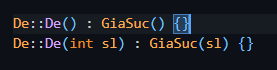 De::De() : GiaSuc() {}
De::De(int sl) : GiaSuc(sl) {}